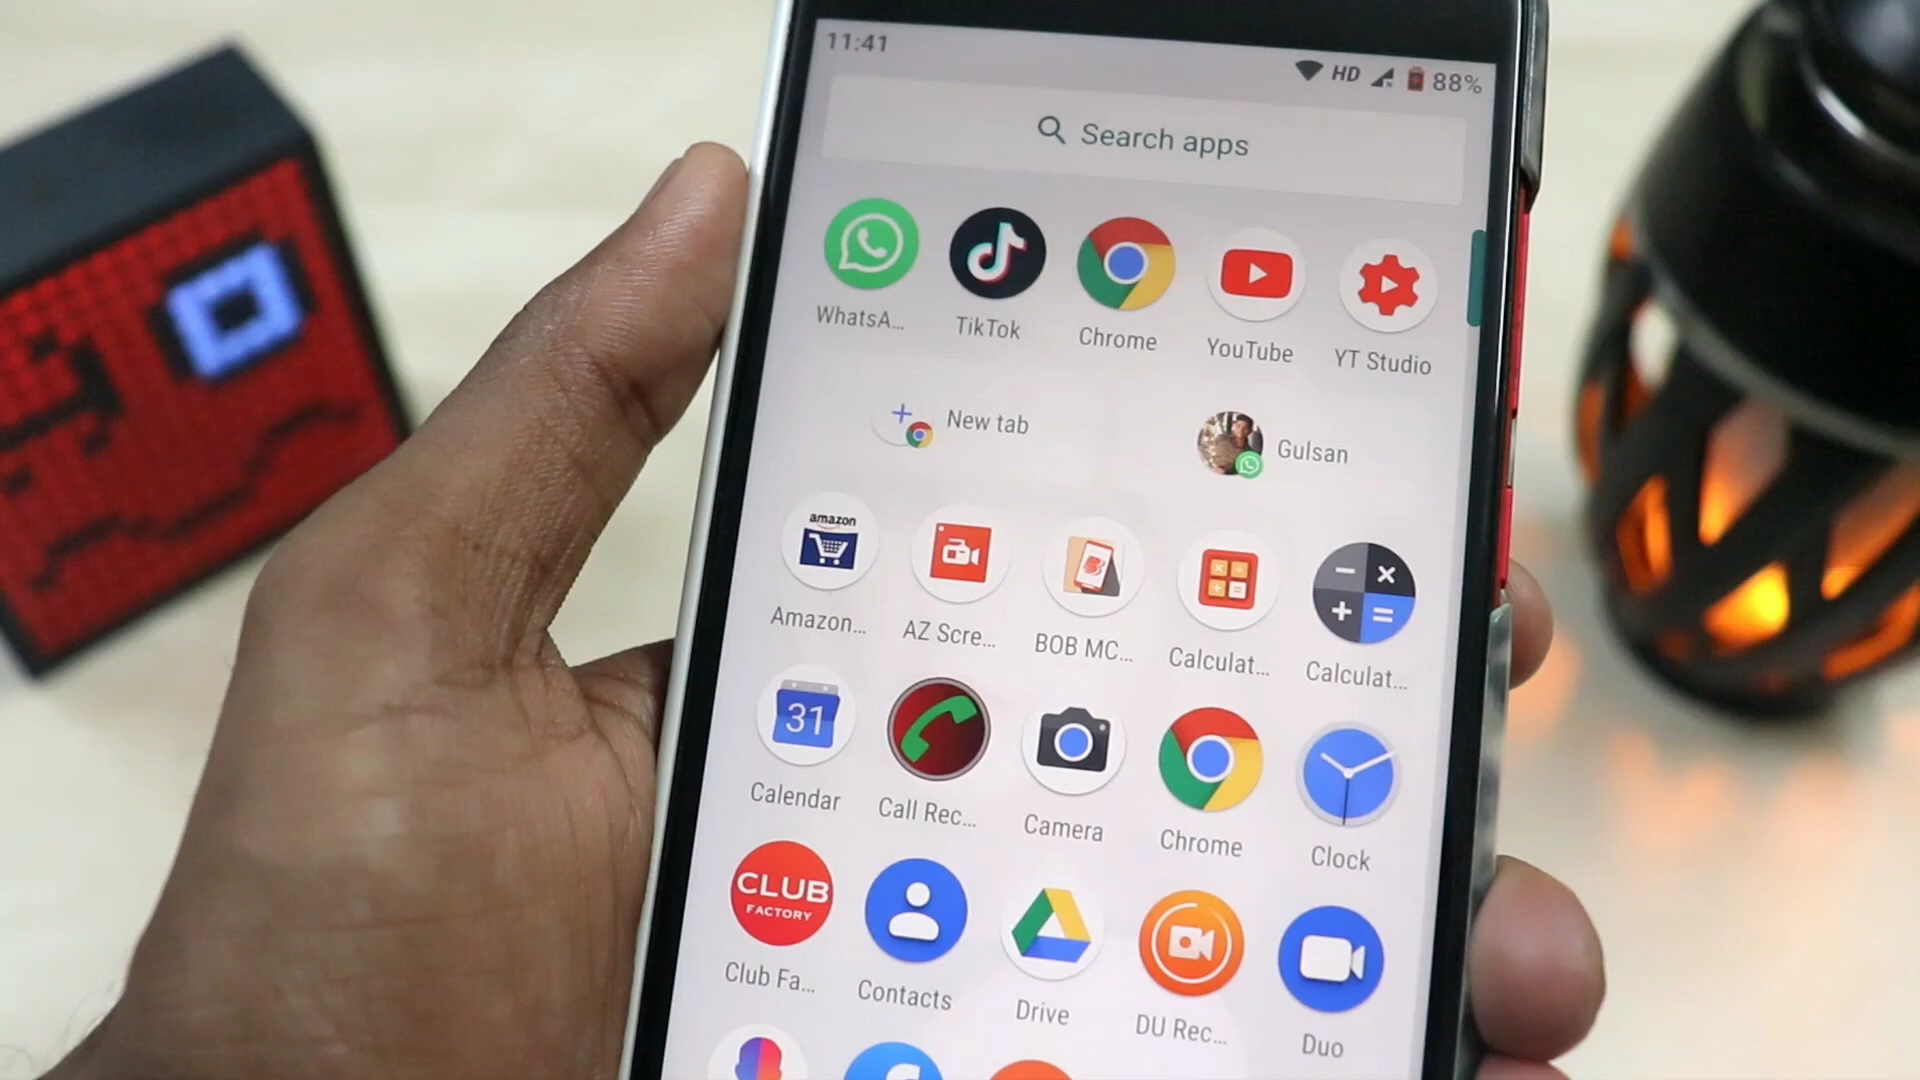 11:41
HD 88%
Search apps
WhatsA...
TikTok
Chrome
YouTube
YT Studio
New tab
Gulsan
amazon
Amazon...
AZ Scre...
BOB MC...
Calculat...
Calculat...
31
Calendar
Call Rec...
Camera
Chrome
Clock
CLUB
FACTORY
Club Fa...
Contacts
Drive
DU Rec...
Duo